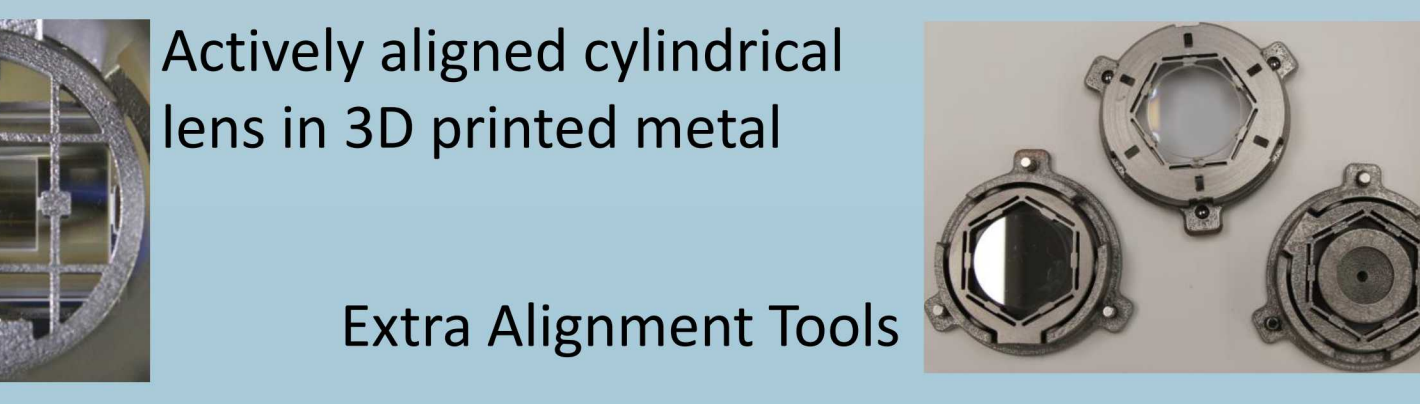 Actively aligned cylindrical
lens in 3D printed metal
Extra Alignment Tools